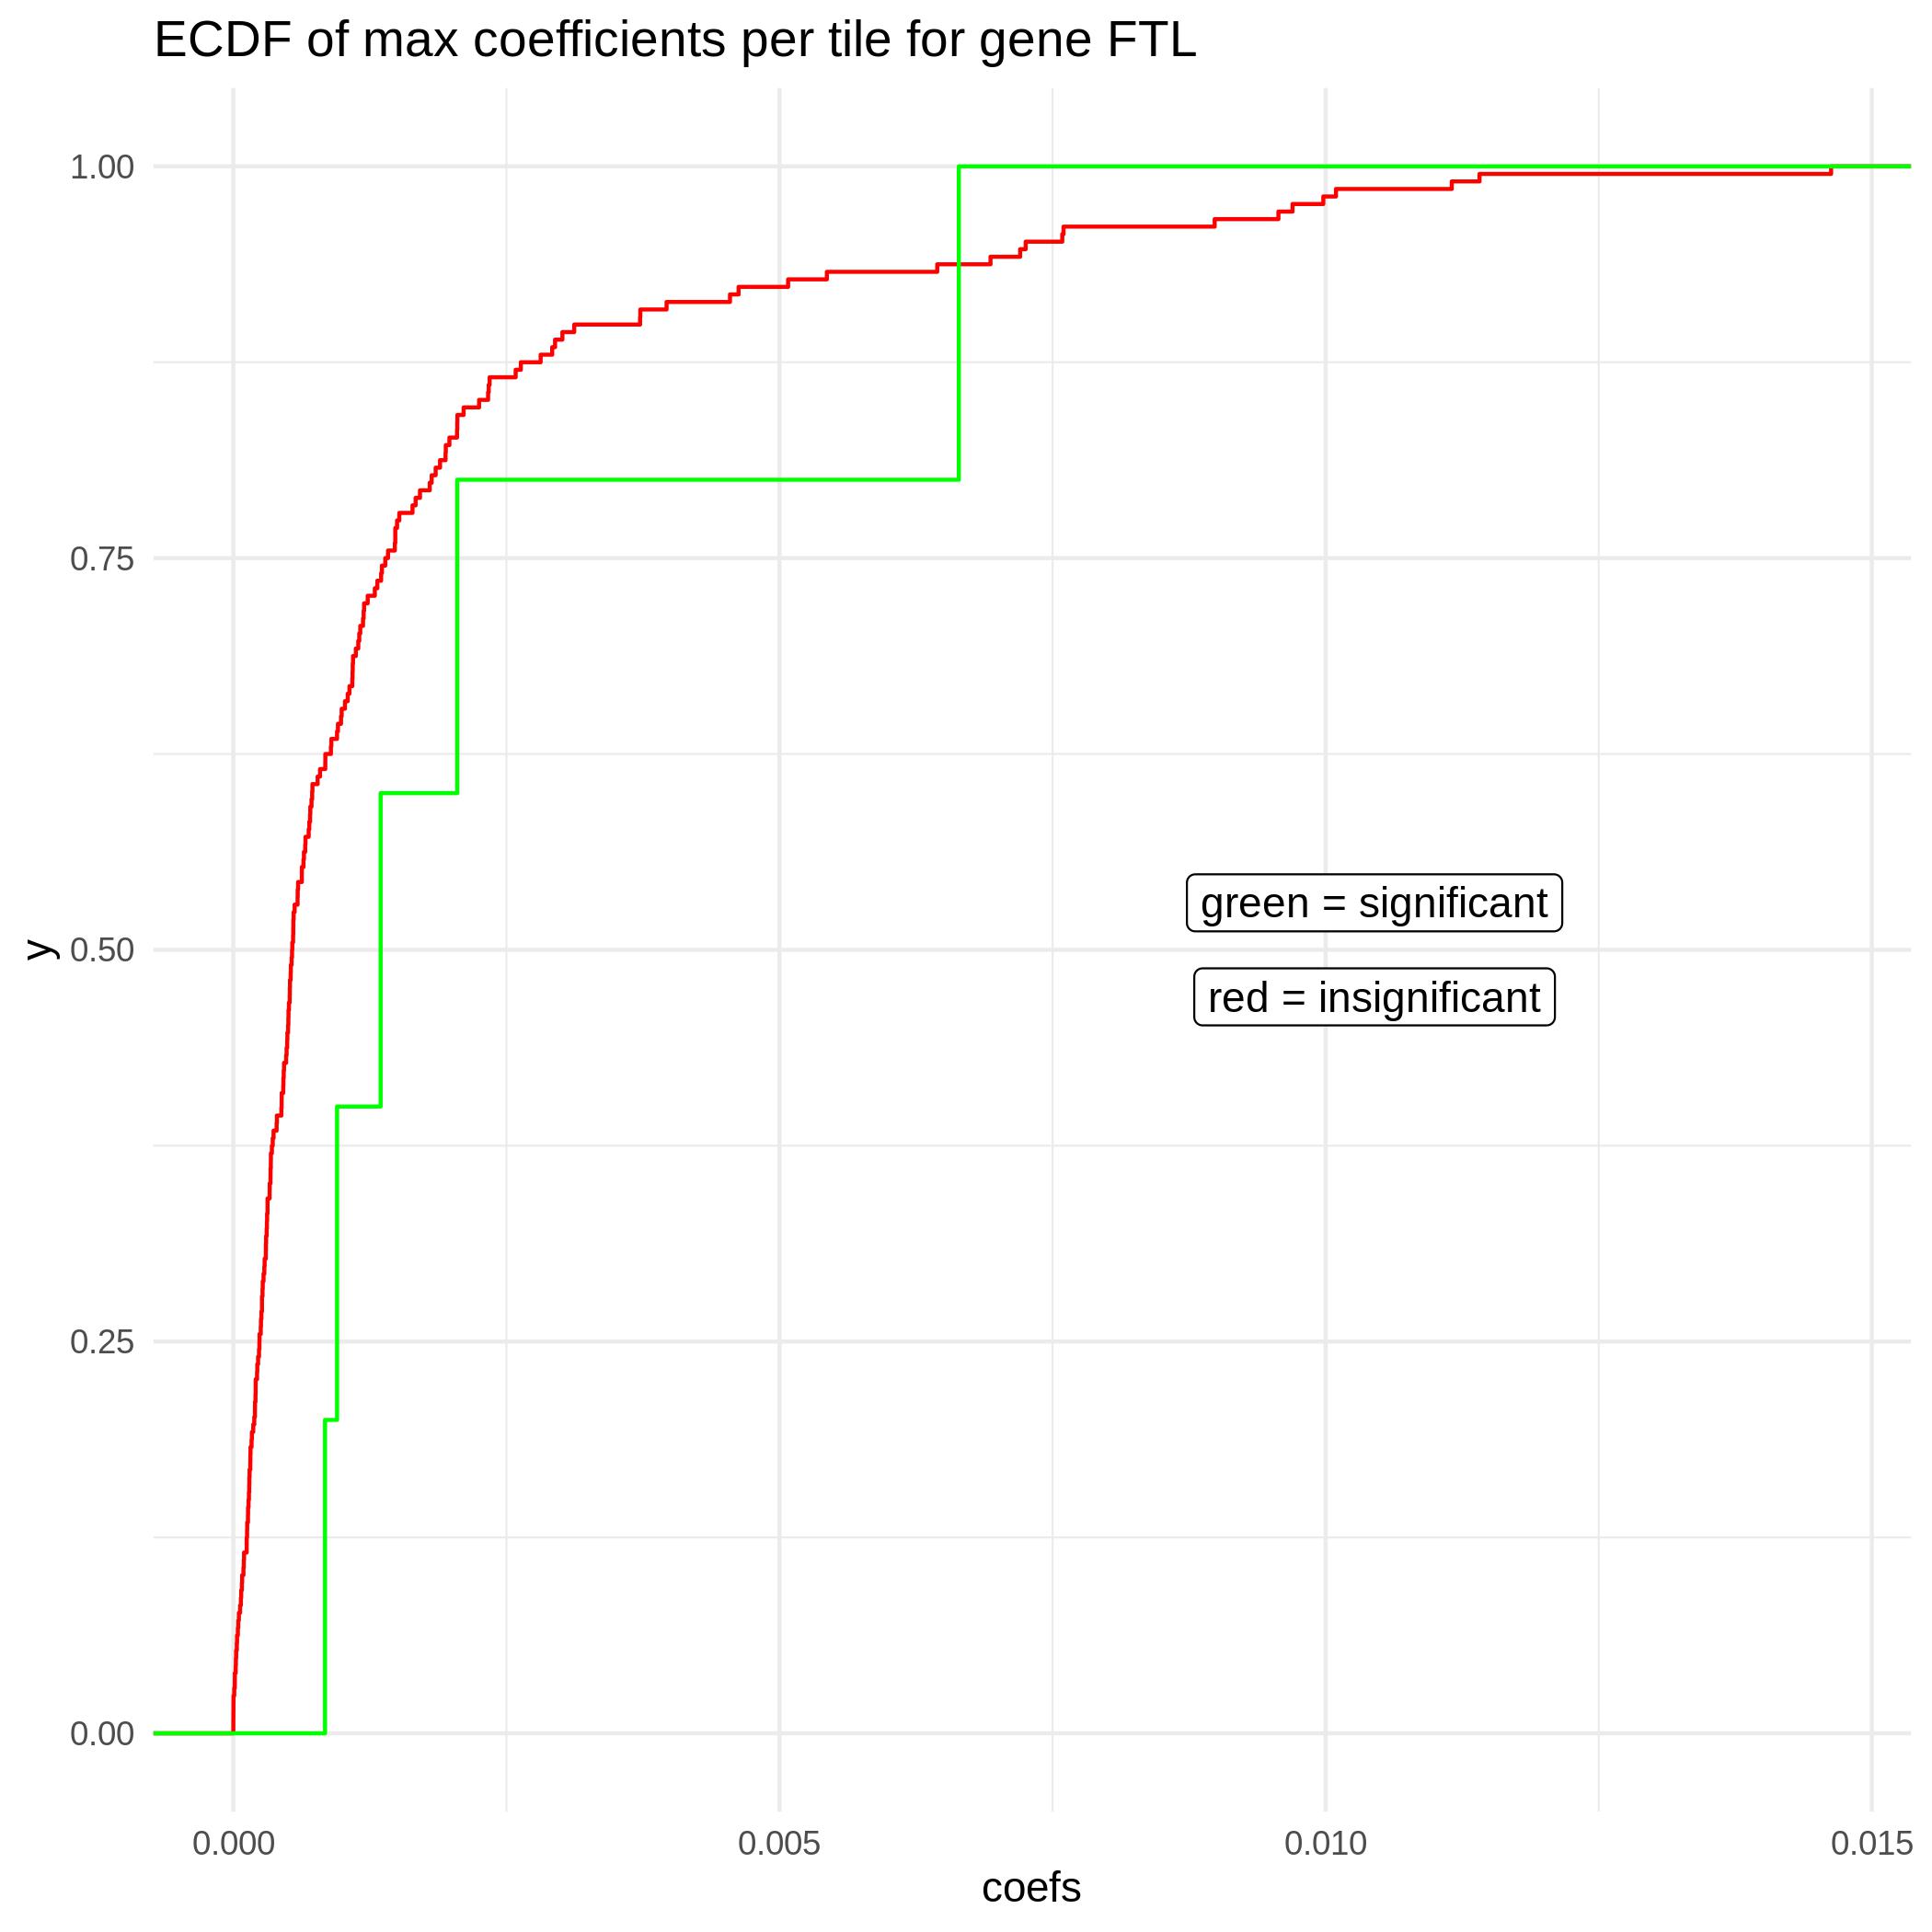 ECDF of max coefficients per tile for gene FTL
1.00
0.75
0.50
0.25
0.00
y
green = significant
red = insignificant
0.000 0.005 0.010 0.015
coefs